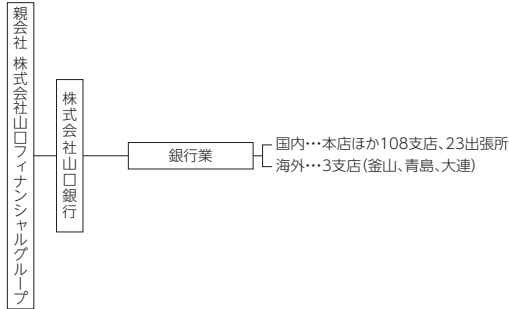 親会社 株式会社山口フィナンシャルグループ
株式会社山口銀行
銀行業
国内…本店ほか108支店、23出張所
海外…3支店(釜山、青島、大連)